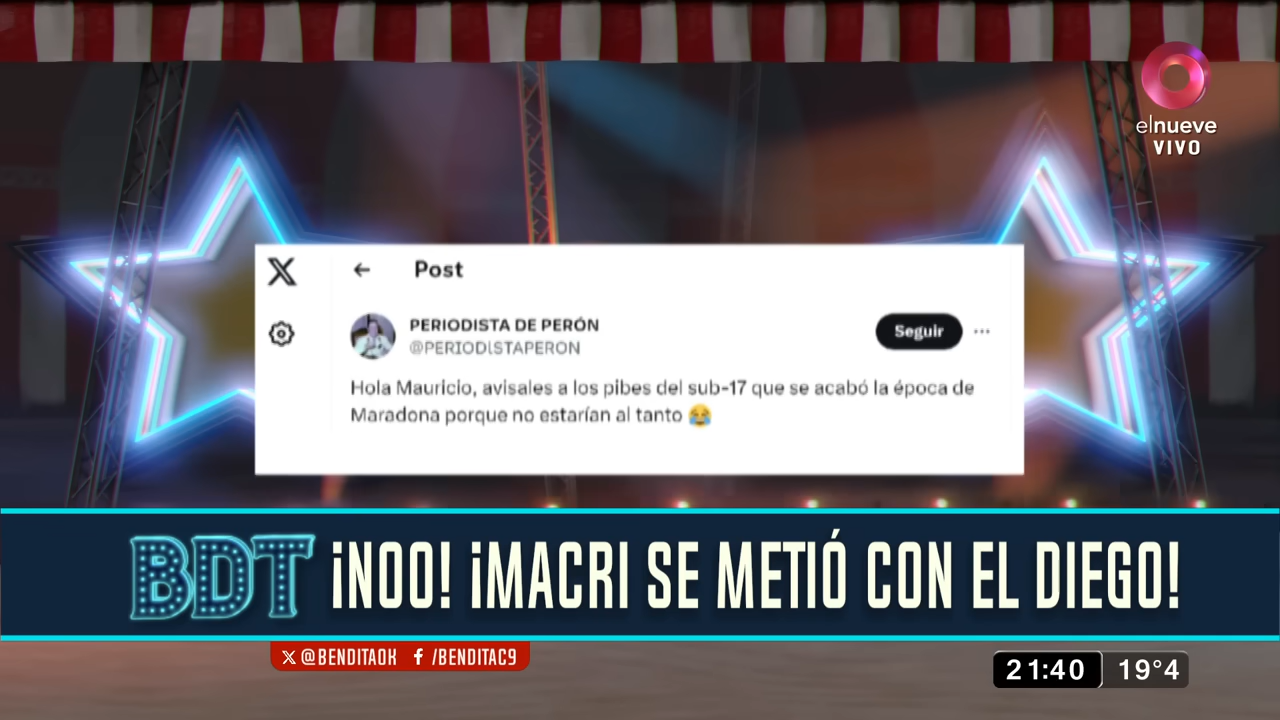 elnueve
VIVO
X
Post
PERIODISTA DE PERÓN
@PERIODISTAPERON
Seguir
Hola Mauricio, avisales a los pibes del sub-17 que se acabó la época de
Maradona porque no estarían al tanto 😂
BDT ¡NOO! ¡MACRI SE METIÓ CON EL DIEGO!
X @BENDITAOK f /BENDITAC9
21:40 19°4